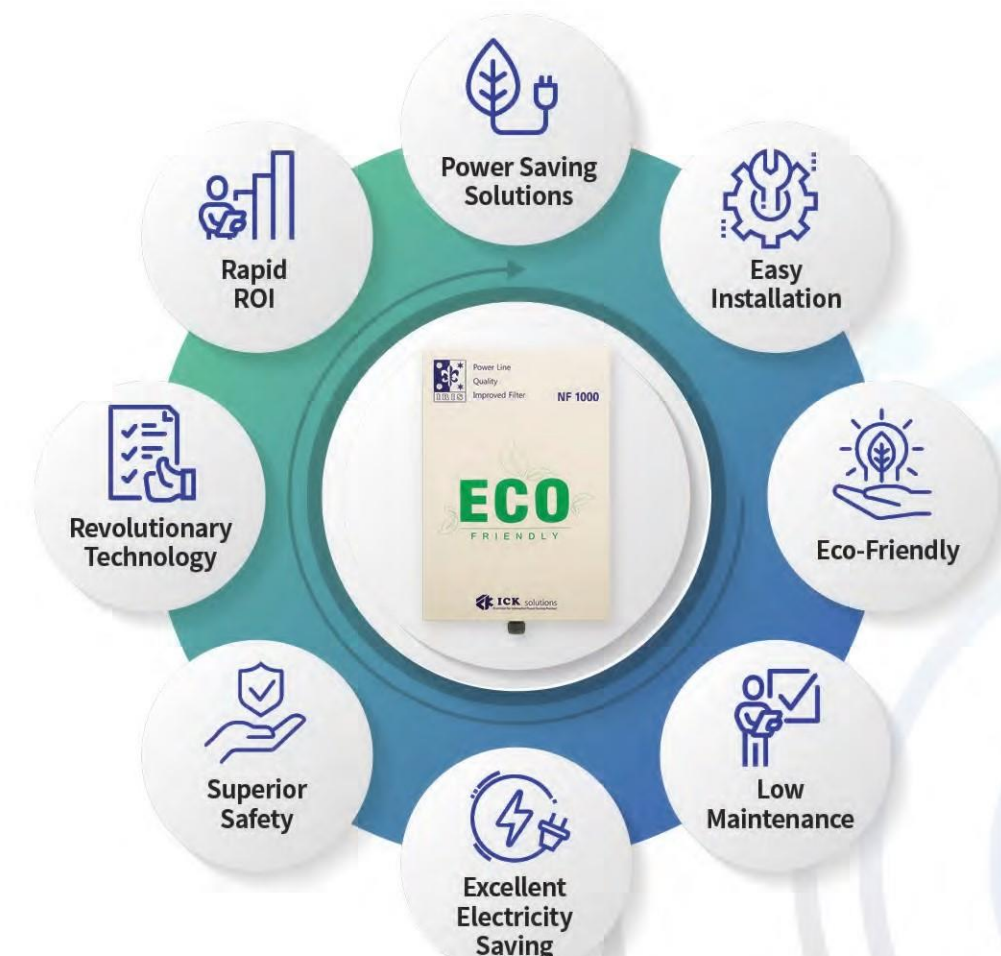 Power Saving
Solutions
Rapid
ROI
Easy
Installation
Power Line
Quality
Improved Filter
NF 1000
IRIS
ECO
FRIENDLY
Revolutionary
Technology
Eco-Friendly
ICK solutions
Superior
Safety
Low
Maintenance
Excellent
Electricity
Saving